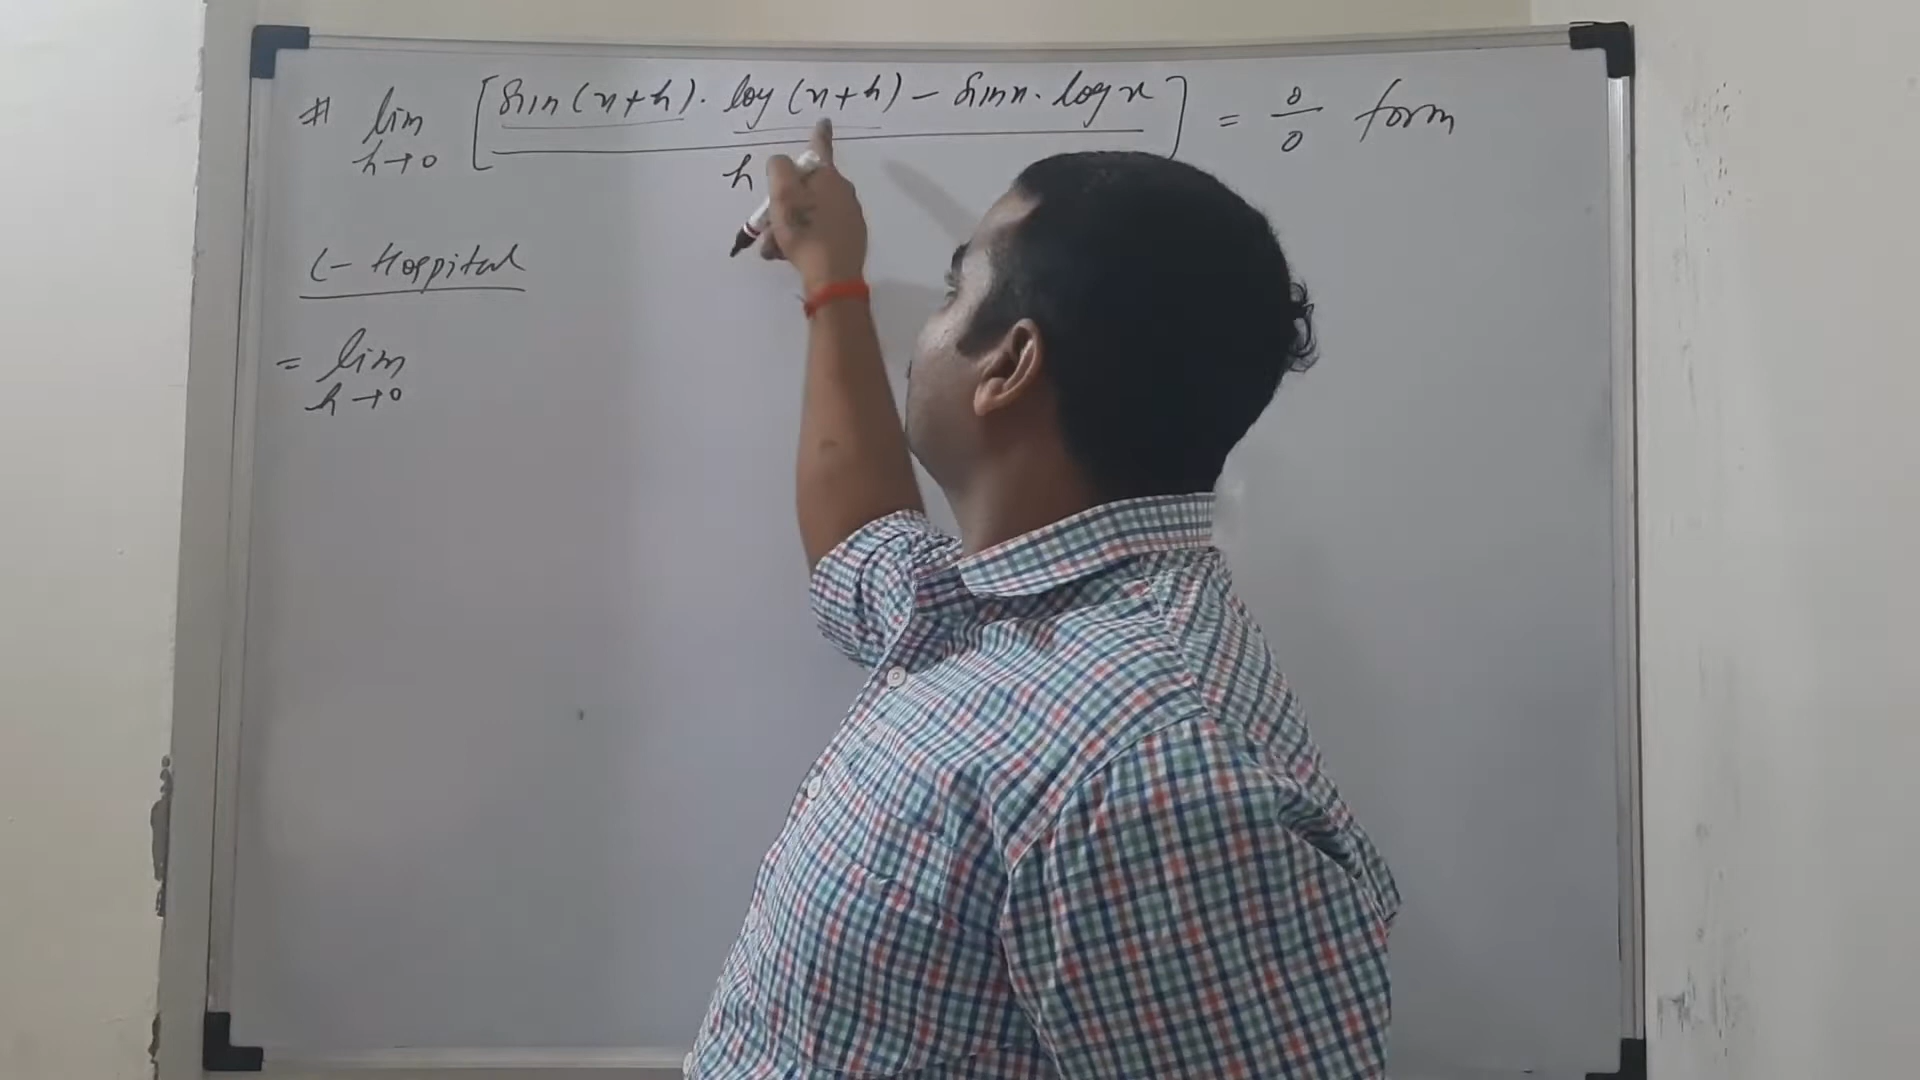 # lim h→0 [ sin(x+h). log(x+h) - sinx. logx / h ] = 0/0 form
L-Hospital
= lim h→0